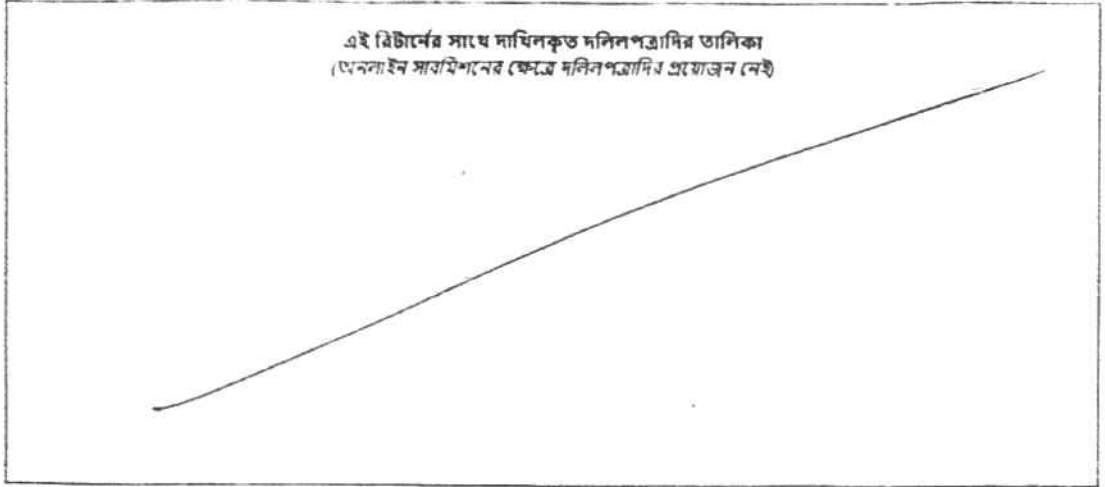 এই রিটার্নের সাথে দাখিলকৃত দলিলপত্রাদির তালিকা
(অনলাইন সাবমিশনের ক্ষেত্রে দলিলপত্রাদির প্রয়োজন নেই)